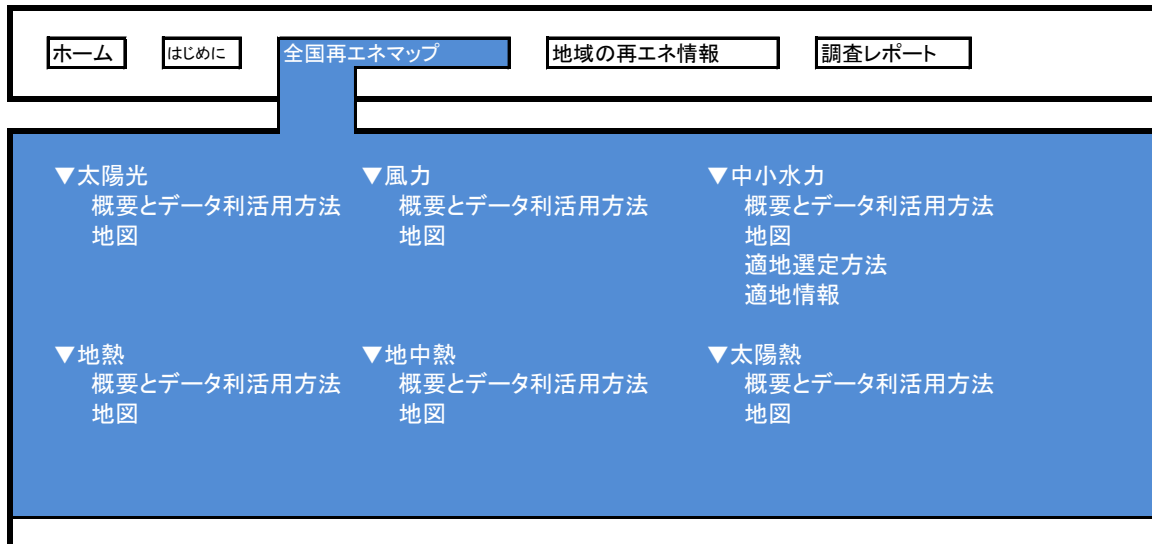 ホーム はじめに 全国再エネマップ 地域の再エネ情報 調査レポート
▼太陽光 ▼風力 ▼中小水力
概要とデータ利活用方法 概要とデータ利活用方法 概要とデータ利活用方法
地図 地図 地図
適地選定方法
適地情報
▼地熱 ▼地中熱 ▼太陽熱
概要とデータ利活用方法 概要とデータ利活用方法 概要とデータ利活用方法
地図 地図 地図